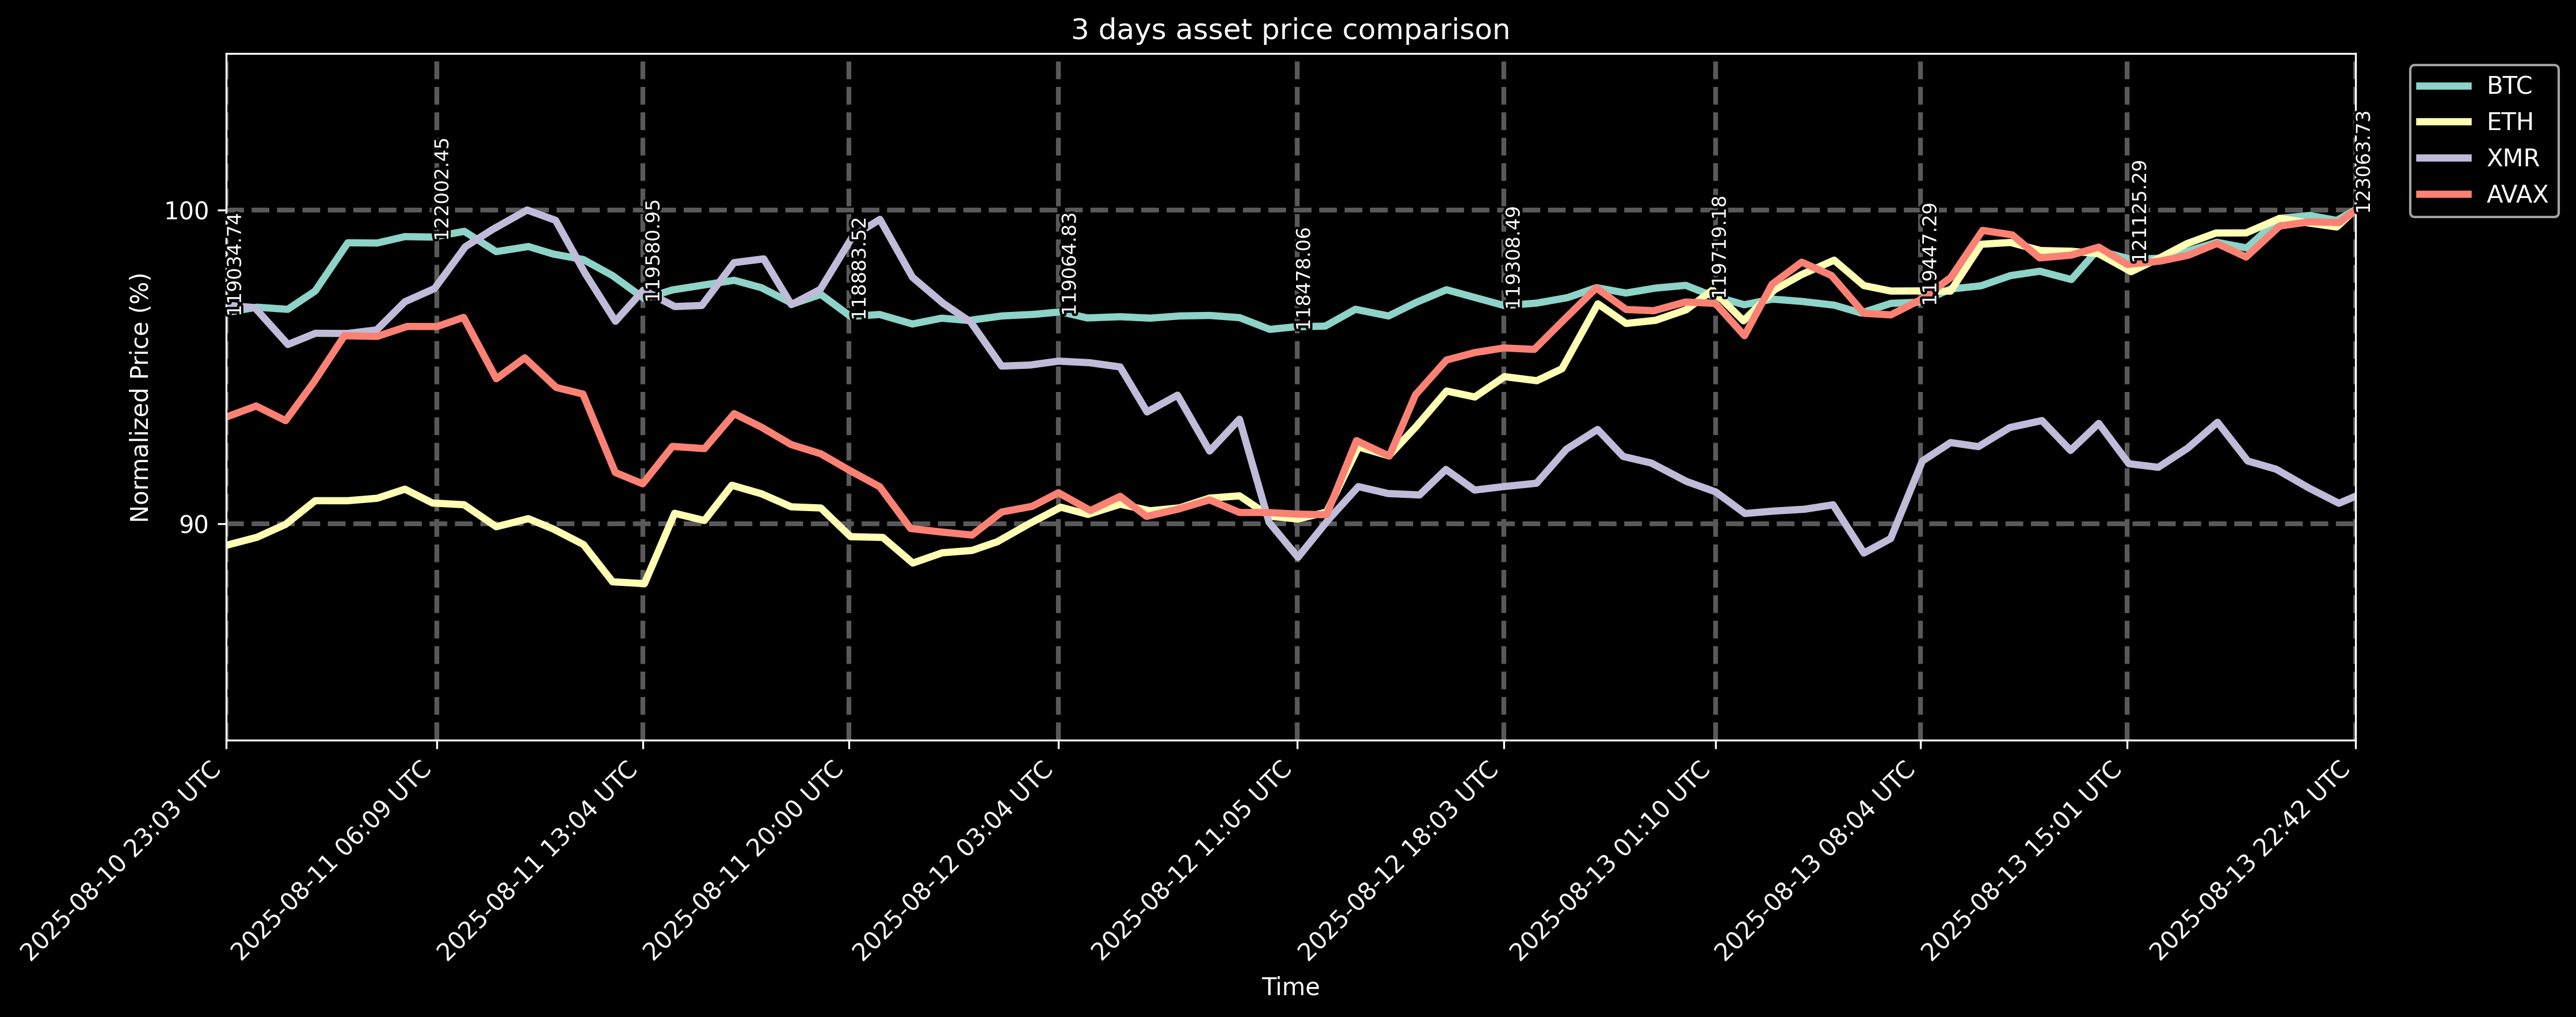 3 days asset price comparison
BTC
ETH
XMR
AVAX
Normalized Price (%)
100
90
119034.74
122002.45
119580.95
118883.52
119064.83
118478.06
119308.49
119719.18
119447.29
121125.29
123063.73
2025-08-10 23:03 UTC
2025-08-11 06:09 UTC
2025-08-11 13:04 UTC
2025-08-11 20:00 UTC
2025-08-12 03:04 UTC
2025-08-12 11:05 UTC
2025-08-12 18:03 UTC
2025-08-13 01:10 UTC
2025-08-13 08:04 UTC
2025-08-13 15:01 UTC
2025-08-13 22:42 UTC
Time